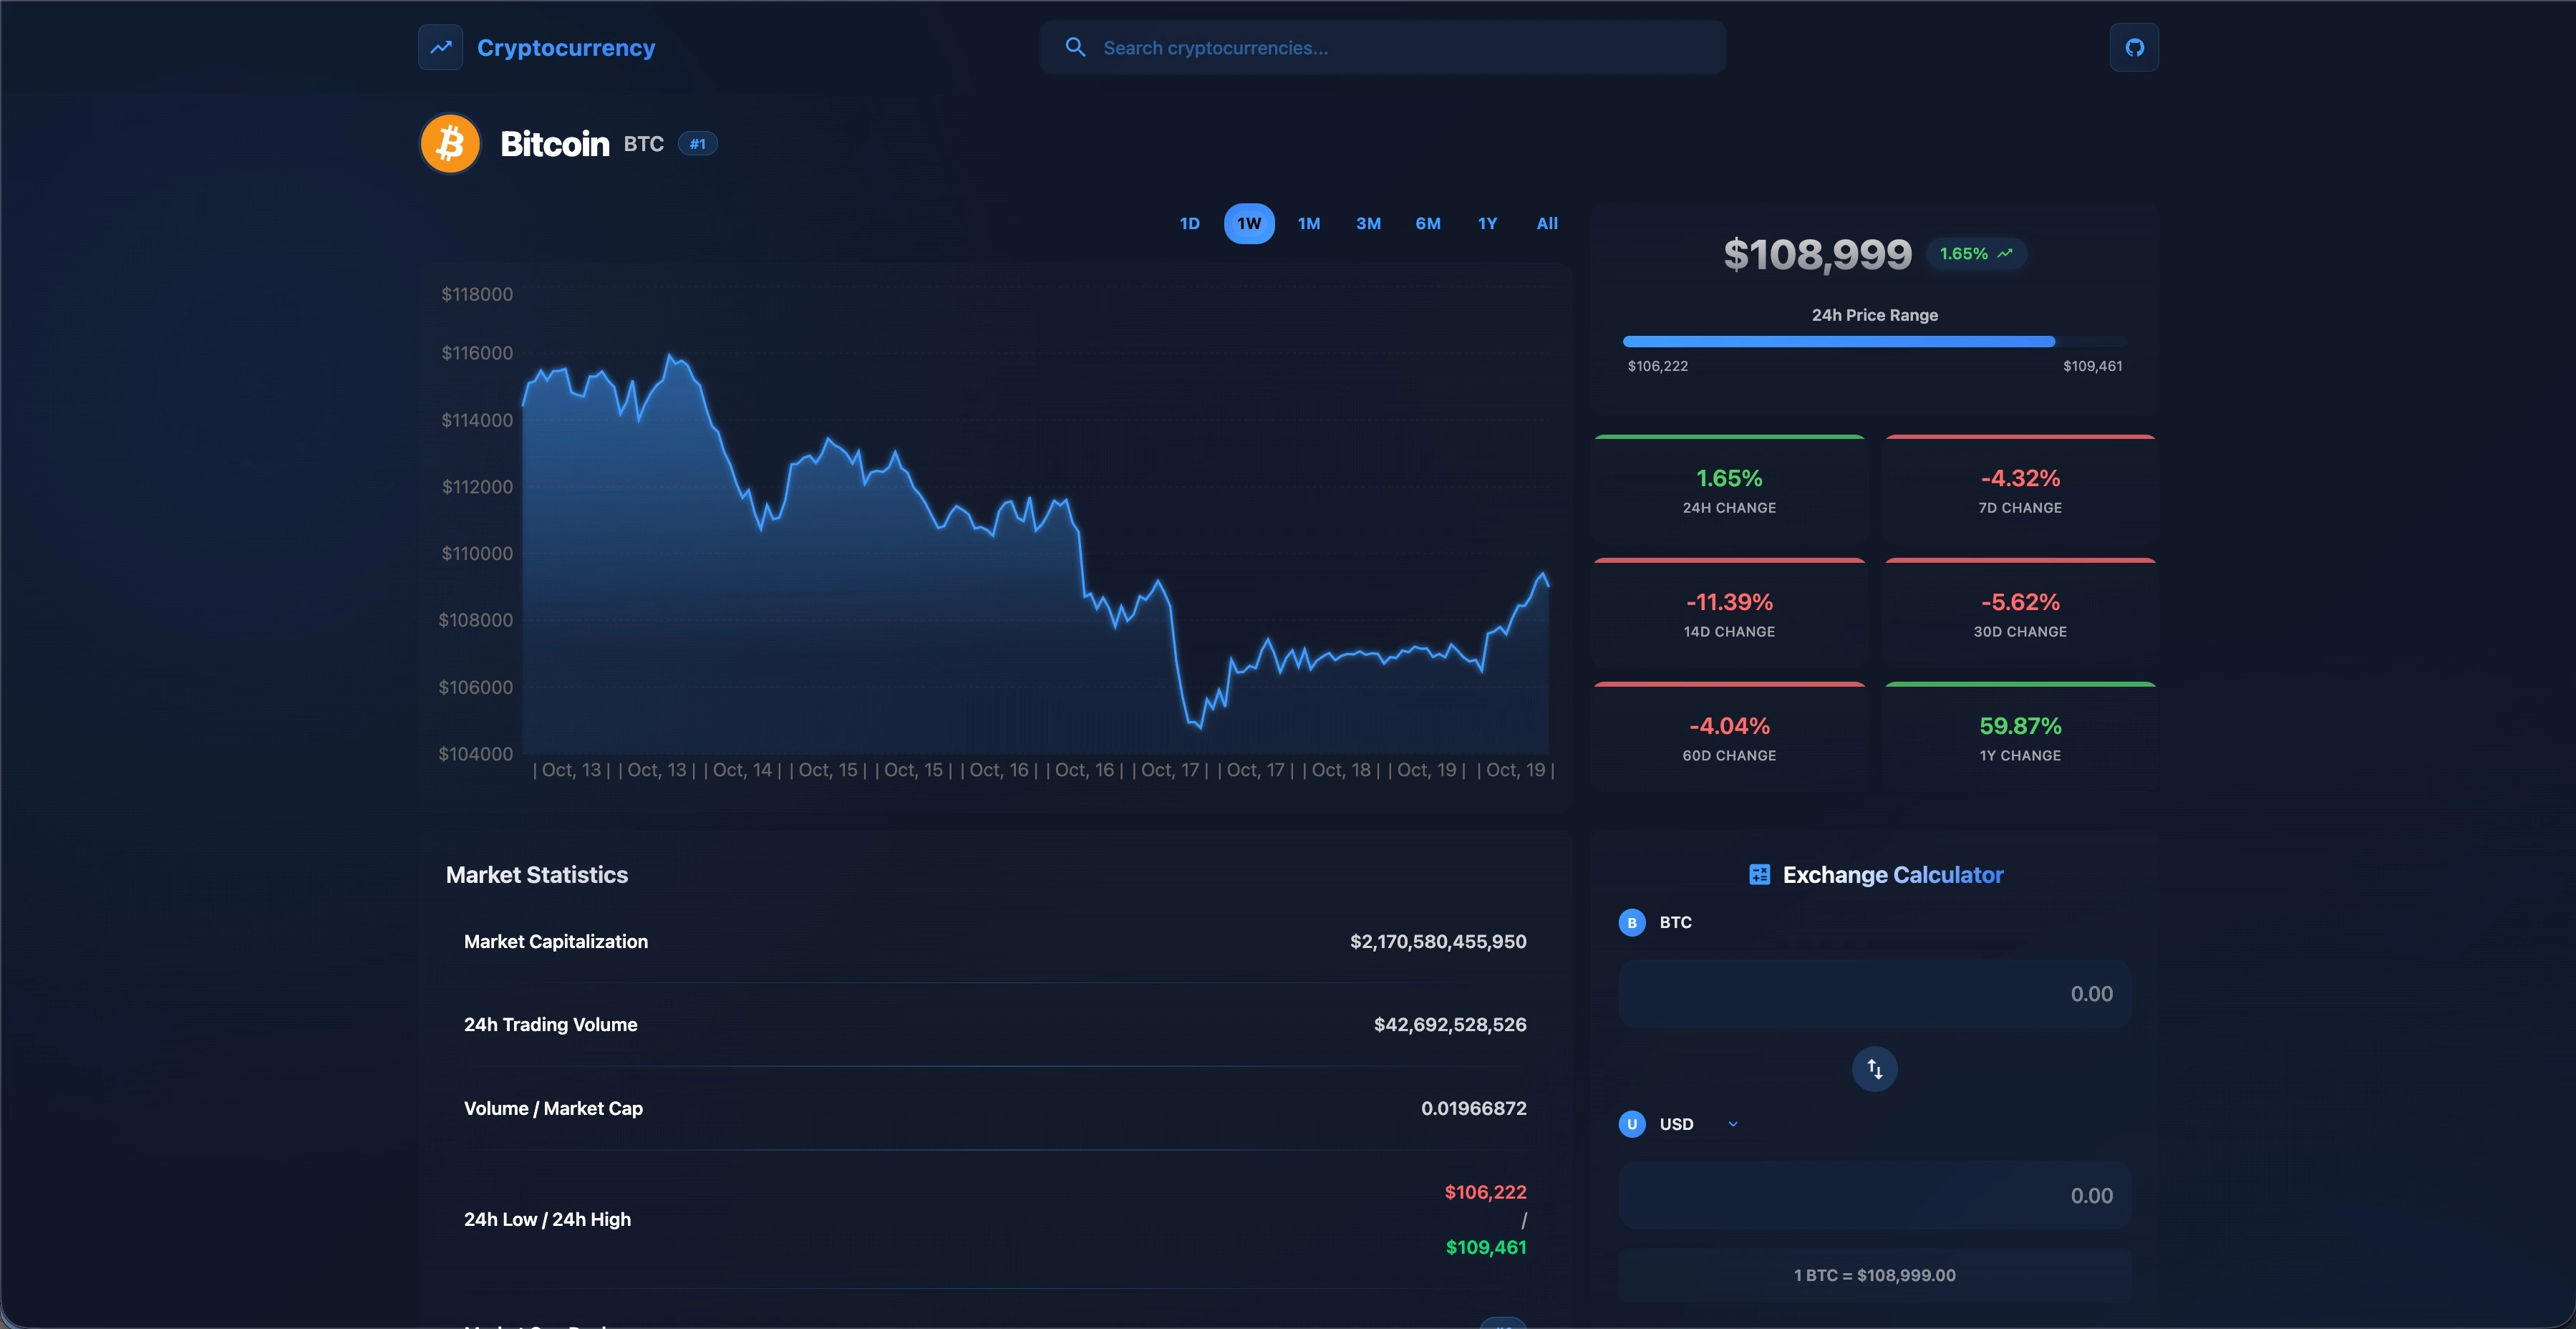 Cryptocurrency
Search cryptocurrencies...
Bitcoin BTC #1
1D 1W 1M 3M 6M 1Y All
$118000
$116000
$114000
$112000
$110000
$108000
$106000
$104000
| Oct, 13 | | Oct, 13 | | Oct, 14 | | Oct, 15 | | Oct, 15 | | Oct, 16 | | Oct, 16 | | Oct, 17 | | Oct, 17 | | Oct, 18 | | Oct, 19 | | Oct, 19 |
$108,999 1.65%
24h Price Range
$106,222 $109,461
1.65%
24H CHANGE
-4.32%
7D CHANGE
-11.39%
14D CHANGE
-5.62%
30D CHANGE
-4.04%
60D CHANGE
59.87%
1Y CHANGE
Market Statistics
Market Capitalization $2,170,580,455,950
24h Trading Volume $42,692,528,526
Volume / Market Cap 0.01966872
24h Low / 24h High
$106,222
/
$109,461
Exchange Calculator
B BTC
0.00
U USD
0.00
1 BTC = $108,999.00